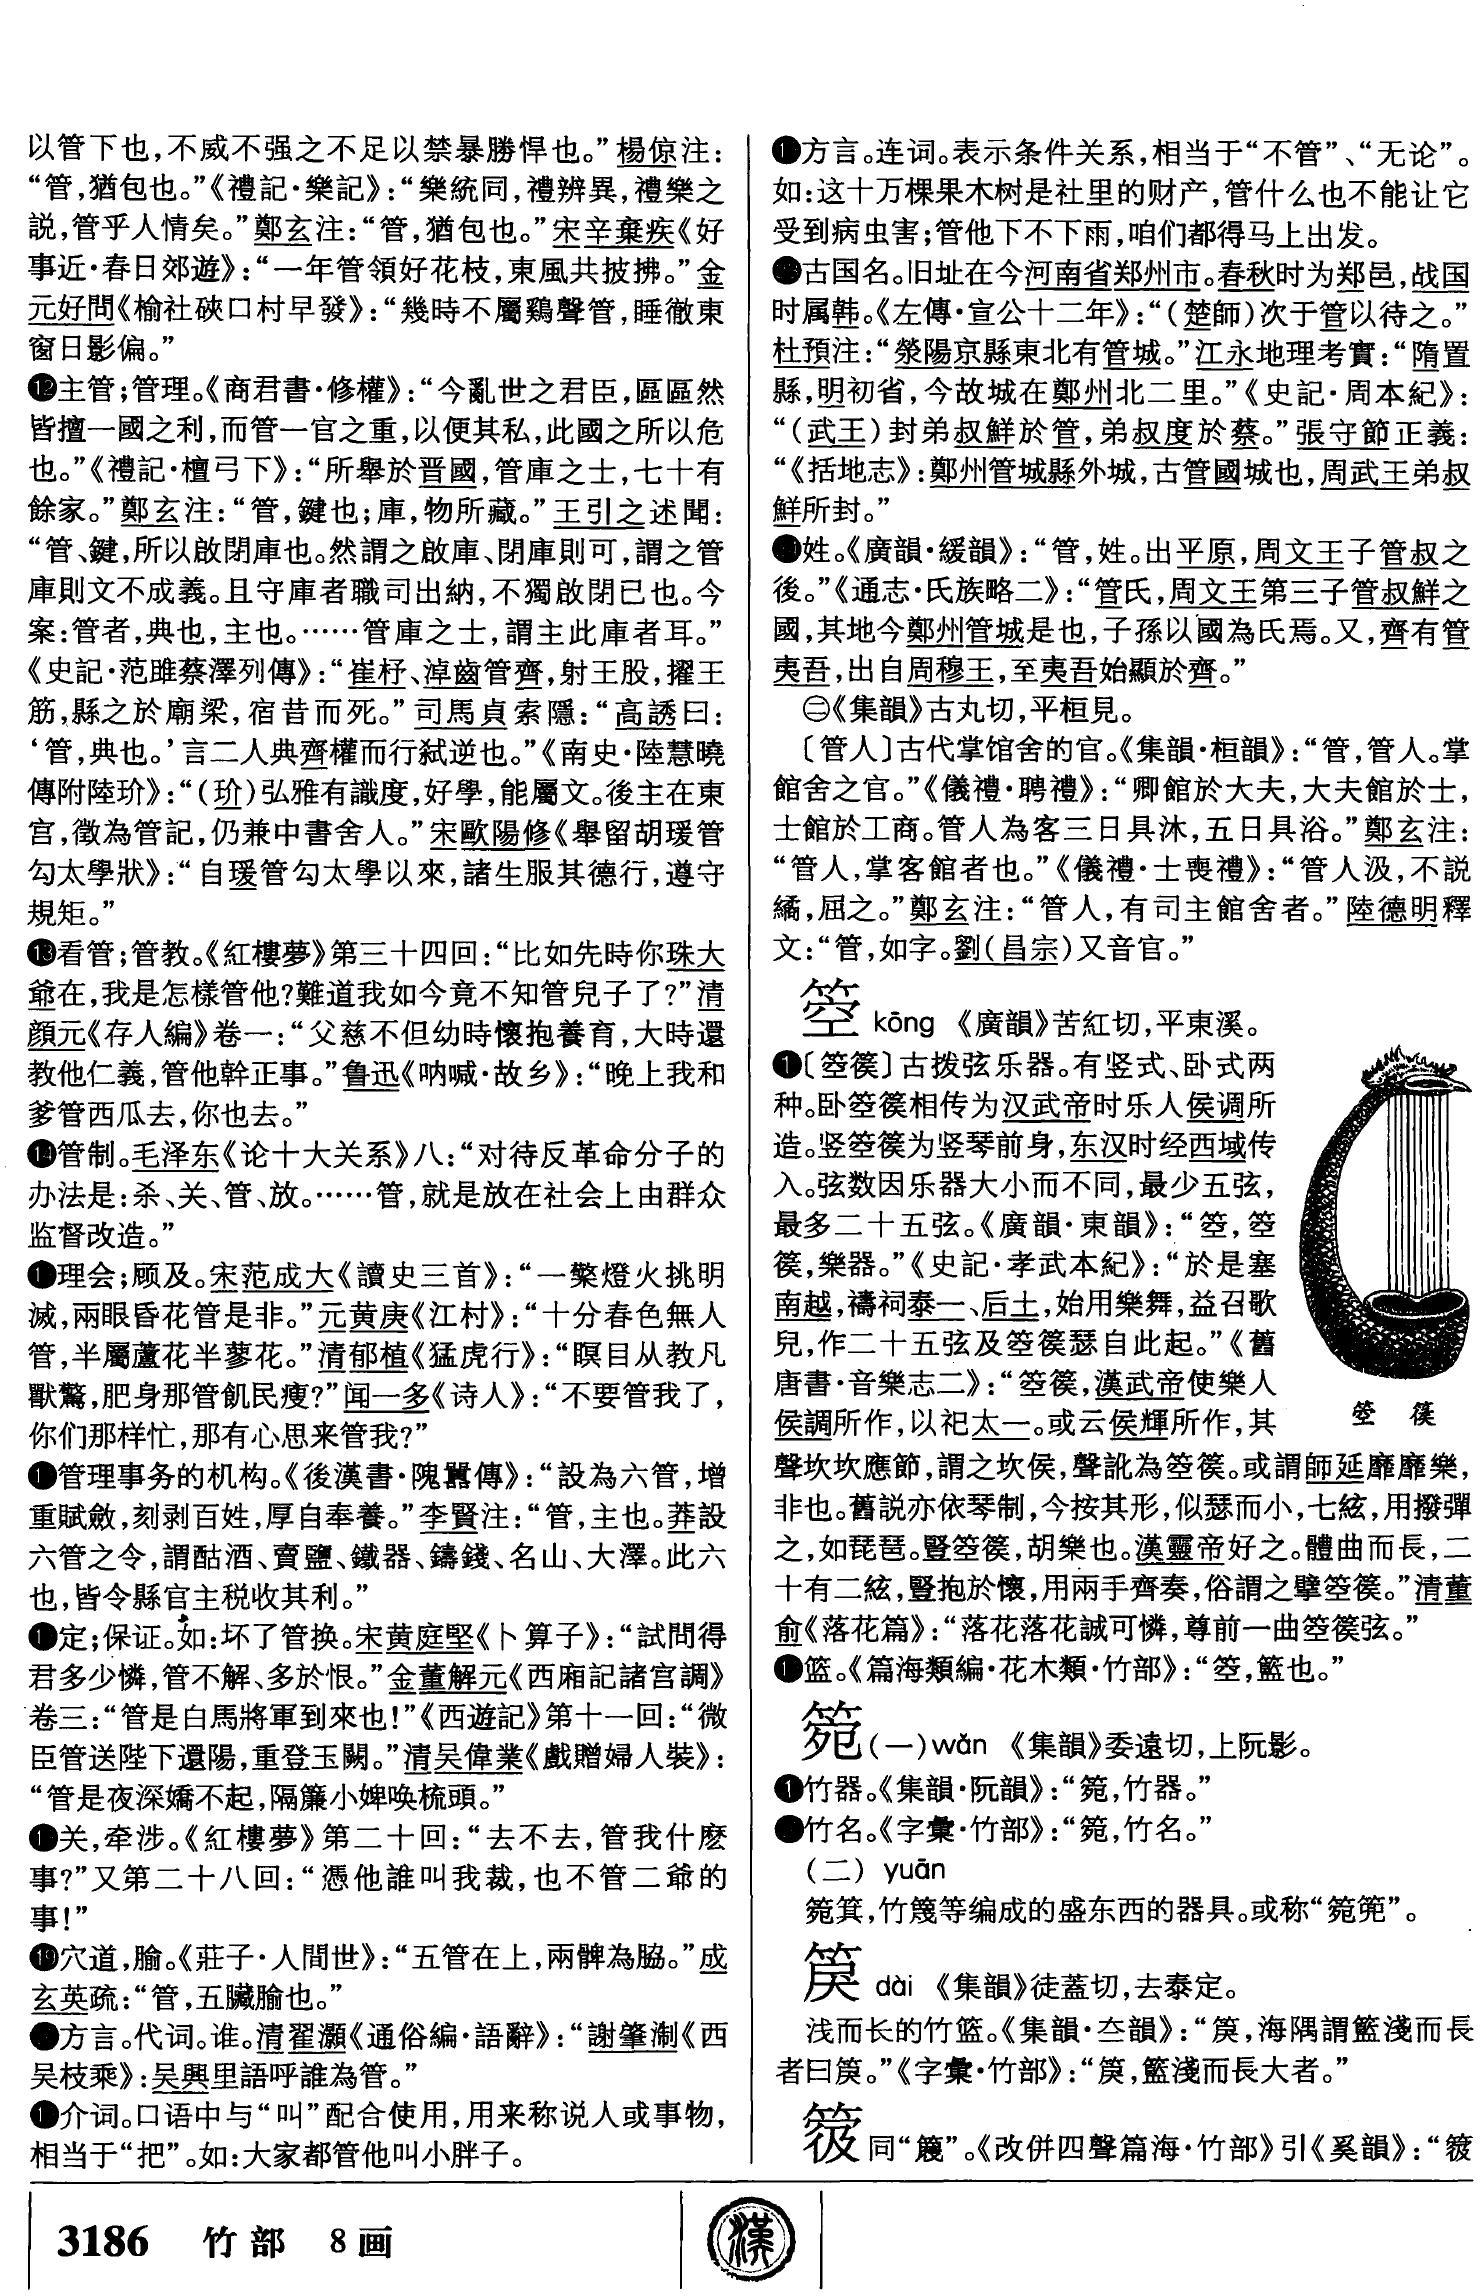 以管下也，不威不强之不足以禁暴勝悍也。”楊倞注：
“管，猶包也。”《禮記·樂記》：“樂統同，禮辨異，禮樂之
説，管乎人情矣。”鄭玄注：“管，猶包也。”宋辛棄疾《好
事近·春日郊遊》：“一年管領好花枝，東風共披拂。”金
元好問《榆社硤口村早發》：“幾時不屬鷄聲管，睡徹東
窗日影偏。”
⓬主管；管理。《商君書·修權》：“今亂世之君臣，區區然
皆擅一國之利，而管一官之重，以便其私，此國之所以危
也。”《禮記·檀弓下》：“所舉於晋國，管庫之士，七十有
餘家。”鄭玄注：“管，鍵也；庫，物所藏。”王引之述聞：
“管、鍵，所以啟閉庫也。然謂之啟庫、閉庫則可，謂之管
庫則文不成義。且守庫者職司出納，不獨啟閉已也。今
案：管者，典也，主也。……管庫之士，謂主此庫者耳。”
《史記·范雎蔡澤列傳》：“崔杼、淖齒管齊，射王股，擢王
筋，縣之於廟梁，宿昔而死。”司馬貞索隱：“高誘曰：
‘管，典也。’言二人典齊權而行弑逆也。”《南史·陸慧曉
傳附陸玠》：“（玠）弘雅有識度，好學，能屬文。後主在東
宫，徵為管記，仍兼中書舍人。”宋歐陽修《舉留胡瑗管
勾太學狀》：“自瑗管勾太學以來，諸生服其德行，遵守
規矩。”
⓭看管；管教。《紅樓夢》第三十四回：“比如先時你珠大
爺在，我是怎樣管他？難道我如今竟不知管兒子了？”清
顔元《存人編》卷一：“父慈不但幼時懷抱養育，大時還
教他仁義，管他幹正事。”鲁迅《呐喊·故乡》：“晚上我和
爹管西瓜去，你也去。”
⓮管制。毛泽东《论十大关系》八：“对待反革命分子的
办法是：杀、关、管、放。……管，就是放在社会上由群众
监督改造。”
理会；顾及。宋范成大《讀史三首》：“一檠燈火挑明
滅，兩眼昏花管是非。”元黄庚《江村》：“十分春色無人
管，半屬蘆花半蓼花。”清郁植《猛虎行》：“瞑目从教凡
獸驚，肥身那管飢民瘦？”闻一多《诗人》：“不要管我了，
你们那样忙，那有心思来管我？”
管理事务的机构。《後漢書·隗囂傳》：“設為六管，增
重賦斂，刻剥百姓，厚自奉養。”李賢注：“管，主也。莽設
六管之令，謂酤酒、賣鹽、鐵器、鑄錢、名山、大澤。此六
也，皆令縣官主税收其利。”
定；保证。如：坏了管换。宋黄庭堅《卜算子》：“試問得
君多少憐，管不解、多於恨。”金董解元《西廂記諸宫調》
卷三：“管是白馬將軍到來也！”《西遊記》第十一回：“微
臣管送陛下還陽，重登玉闕。”清吴偉業《戲贈婦人裝》：
“管是夜深嬌不起，隔簾小婢唤梳頭。”
关，牵涉。《紅樓夢》第二十回：“去不去，管我什麽
事？”又第二十八回：“憑他誰叫我裁，也不管二爺的
事！”
⓳穴道，腧。《莊子·人間世》：“五管在上，兩髀為脇。”成
玄英疏：“管，五臟腧也。”
方言。代词。谁。清翟灝《通俗編·語辭》：“謝肇淛《西
吴枝乘》：吴興里語呼誰為管。”
介词。口语中与“叫”配合使用，用来称说人或事物，
相当于“把”。如：大家都管他叫小胖子。
方言。连词。表示条件关系，相当于“不管”、“无论”。
如：这十万棵果木树是社里的财产，管什么也不能让它
受到病虫害；管他下不下雨，咱们都得马上出发。
古国名。旧址在今河南省郑州市。春秋时为郑邑，战国
时属韩。《左傳·宣公十二年》：“（楚師）次于管以待之。”
杜預注：“滎陽京縣東北有管城。”江永地理考實：“隋置
縣，明初省，今故城在鄭州北二里。”《史記·周本紀》：
“（武王）封弟叔鮮於管，弟叔度於蔡。”張守節正義：
“《括地志》：鄭州管城縣外城，古管國城也，周武王弟叔
鮮所封。”
姓。《廣韻·緩韻》：“管，姓。出平原，周文王子管叔之
後。”《通志·氏族略二》：“管氏，周文王第三子管叔鮮之
國，其地今鄭州管城是也，子孫以國為氏焉。又，齊有管
夷吾，出自周穆王，至夷吾始顯於齊。”
㊁《集韻》古丸切，平桓見。
〔管人〕古代掌馆舍的官。《集韻·桓韻》：“管，管人。掌
館舍之官。”《儀禮·聘禮》：“卿館於大夫，大夫館於士，
士館於工商。管人為客三日具沐，五日具浴。”鄭玄注：
“管人，掌客館者也。”《儀禮·士喪禮》：“管人汲，不説
繘，屈之。”鄭玄注：“管人，有司主館舍者。”陸德明釋
文：“管，如字。劉（昌宗）又音官。”
箜 kōng 《廣韻》苦紅切，平東溪。
❶〔箜篌〕古拨弦乐器。有竖式、卧式两
种。卧箜篌相传为汉武帝时乐人侯调所
造。竖箜篌为竖琴前身，东汉时经西域传
入。弦数因乐器大小而不同，最少五弦，
最多二十五弦。《廣韻·東韻》：“箜，箜
篌，樂器。”《史記·孝武本紀》：“於是塞
南越，禱祠泰一、后土，始用樂舞，益召歌
兒，作二十五弦及箜篌瑟自此起。”《舊
唐書·音樂志二》：“箜篌，漢武帝使樂人
侯調所作，以祀太一。或云侯輝所作，其
箜 篌
聲坎坎應節，謂之坎侯，聲訛為箜篌。或謂師延靡靡樂，
非也。舊説亦依琴制，今按其形，似瑟而小，七絃，用撥彈
之，如琵琶。豎箜篌，胡樂也。漢靈帝好之。體曲而長，二
十有二絃，豎抱於懷，用兩手齊奏，俗謂之擘箜篌。”清董
俞《落花篇》：“落花落花誠可憐，尊前一曲箜篌弦。”
篮。《篇海類編·花木類·竹部》：“箜，籃也。”
箢 （一）wǎn 《集韻》委遠切，上阮影。
❶竹器。《集韻·阮韻》：“箢，竹器。”
竹名。《字彙·竹部》：“箢，竹名。”
（二） yuān
箢箕，竹篾等编成的盛东西的器具。或称“箢篼”。
䈆 dài 《集韻》徒蓋切，去泰定。
浅而长的竹篮。《集韻·夳韻》：“䈆，海隅謂籃淺而長
者曰䈆。”《字彙·竹部》：“䈆，籃淺而長大者。”
同“籆”。《改併四聲篇海·竹部》引《奚韻》：“
3186 竹部 8画
漢